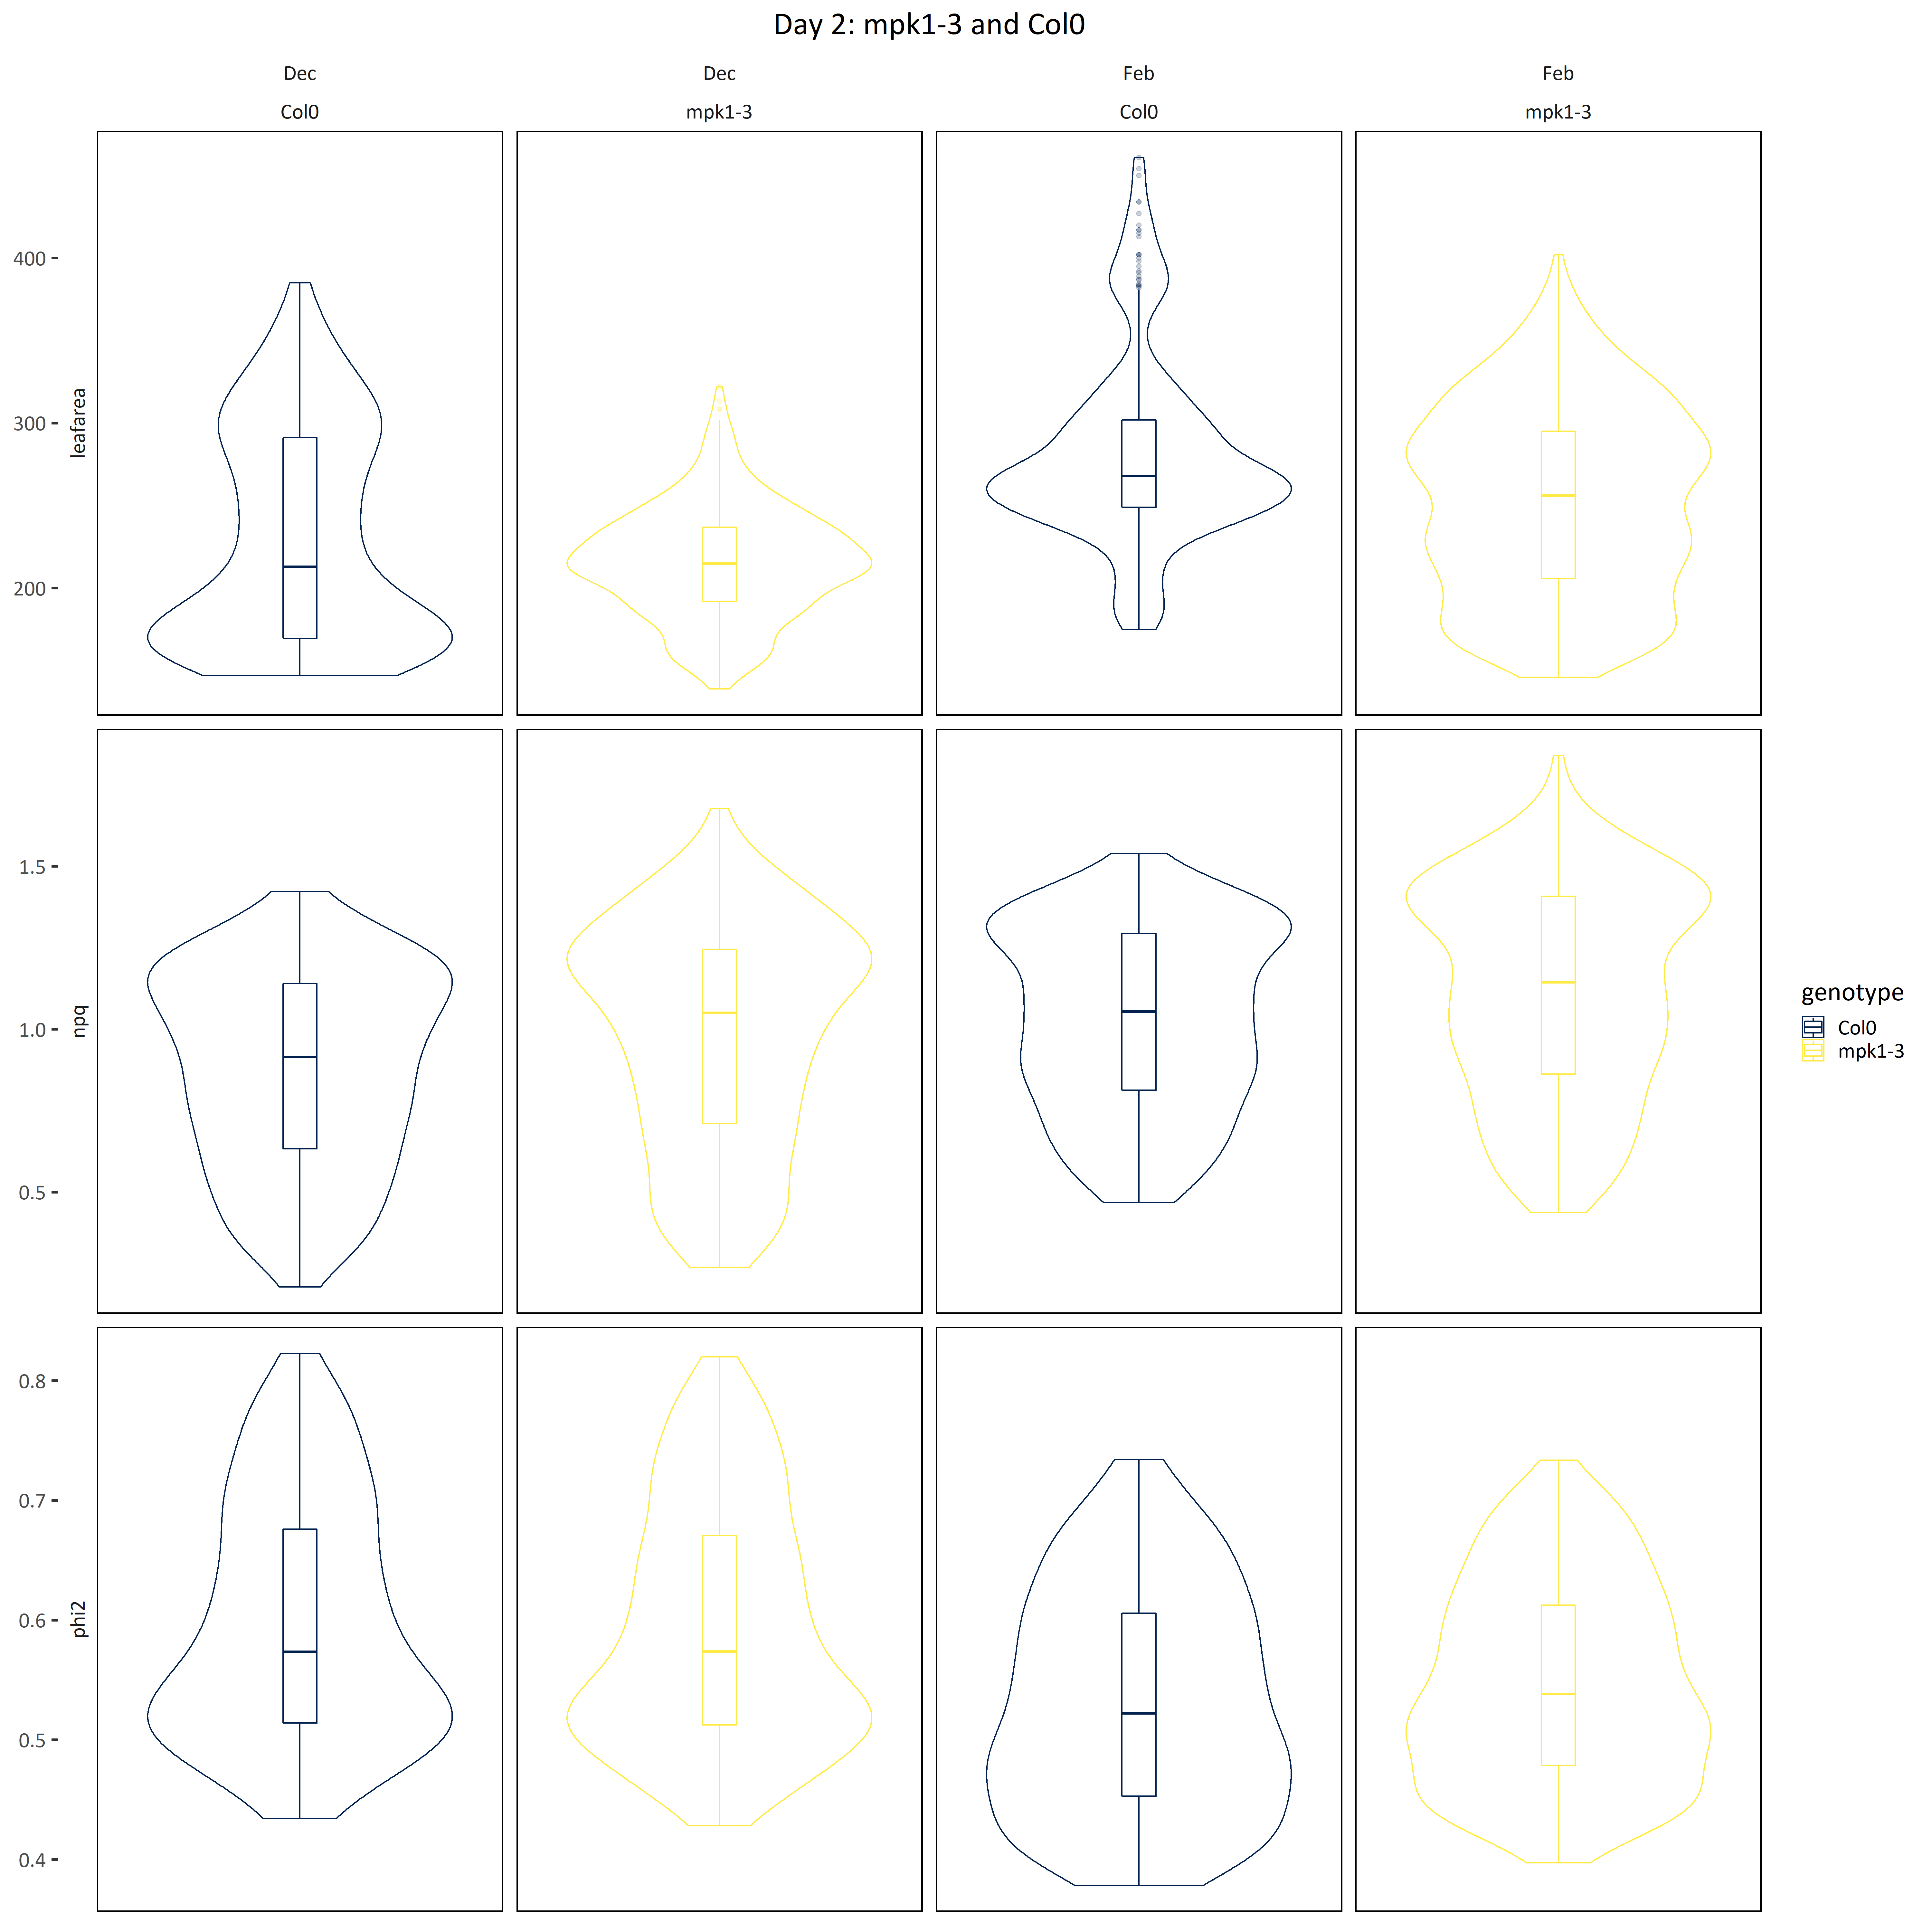 Day 2: mpk1-3 and Col0
Dec Dec Feb Feb
Col0 mpk1-3 Col0 mpk1-3
400
300
200
leafarea
1.5
1.0
0.5
npq
genotype
Col0
mpk1-3
0.8
0.7
0.6
0.5
0.4
phi2